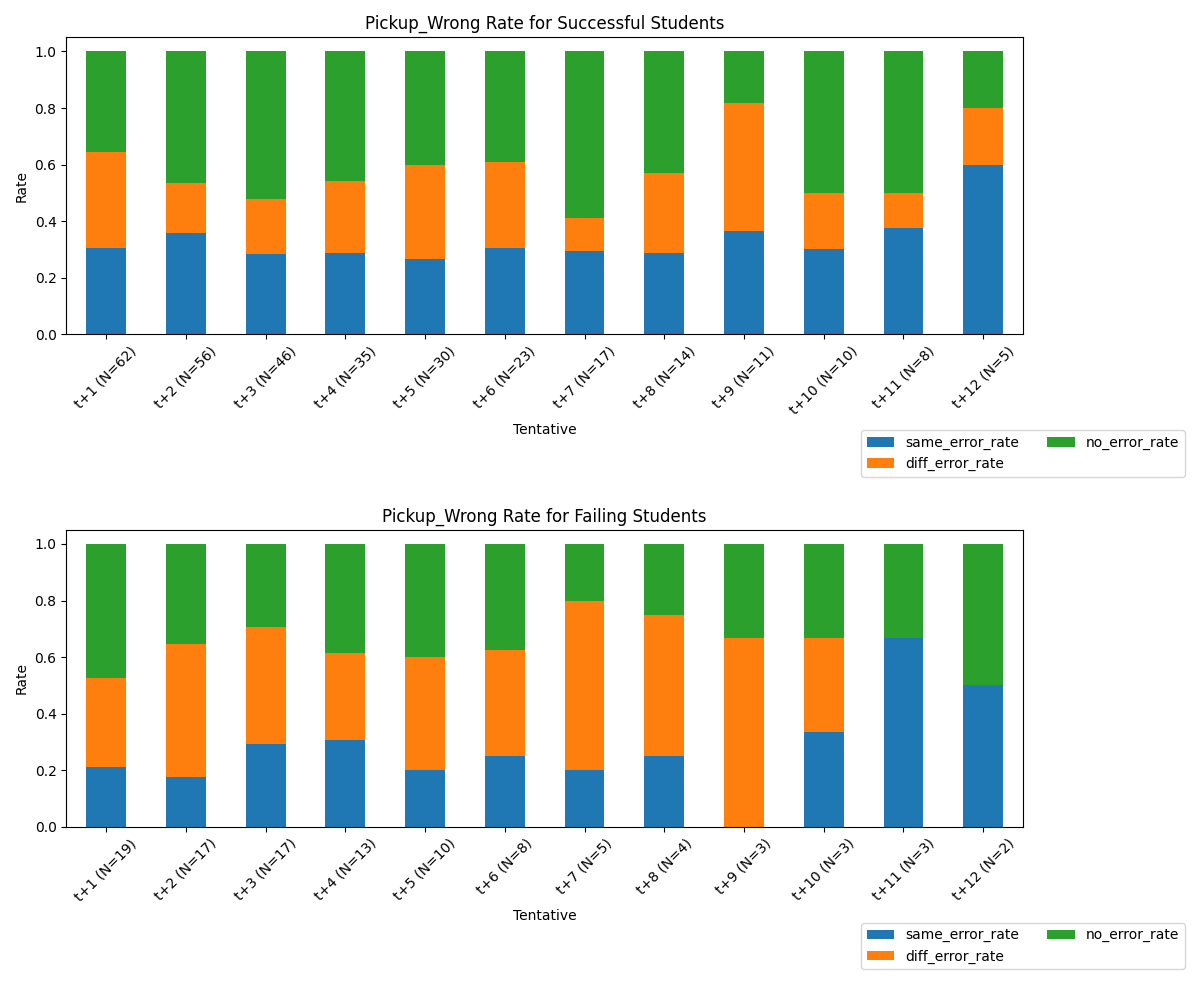 Pickup_Wrong Rate for Successful Students
1.0
0.8
0.6
0.4
0.2
0.0
Rate
t+1 (N=62)
t+2 (N=56)
t+3 (N=46)
t+4 (N=35)
t+5 (N=30)
t+6 (N=23)
t+7 (N=17)
t+8 (N=14)
t+9 (N=11)
t+10 (N=10)
t+11 (N=8)
t+12 (N=5)
Tentative
same_error_rate
diff_error_rate
no_error_rate
Pickup_Wrong Rate for Failing Students
1.0
0.8
0.6
0.4
0.2
0.0
Rate
t+1 (N=19)
t+2 (N=17)
t+3 (N=17)
t+4 (N=13)
t+5 (N=10)
t+6 (N=8)
t+7 (N=5)
t+8 (N=4)
t+9 (N=3)
t+10 (N=3)
t+11 (N=3)
t+12 (N=2)
Tentative
same_error_rate
diff_error_rate
no_error_rate